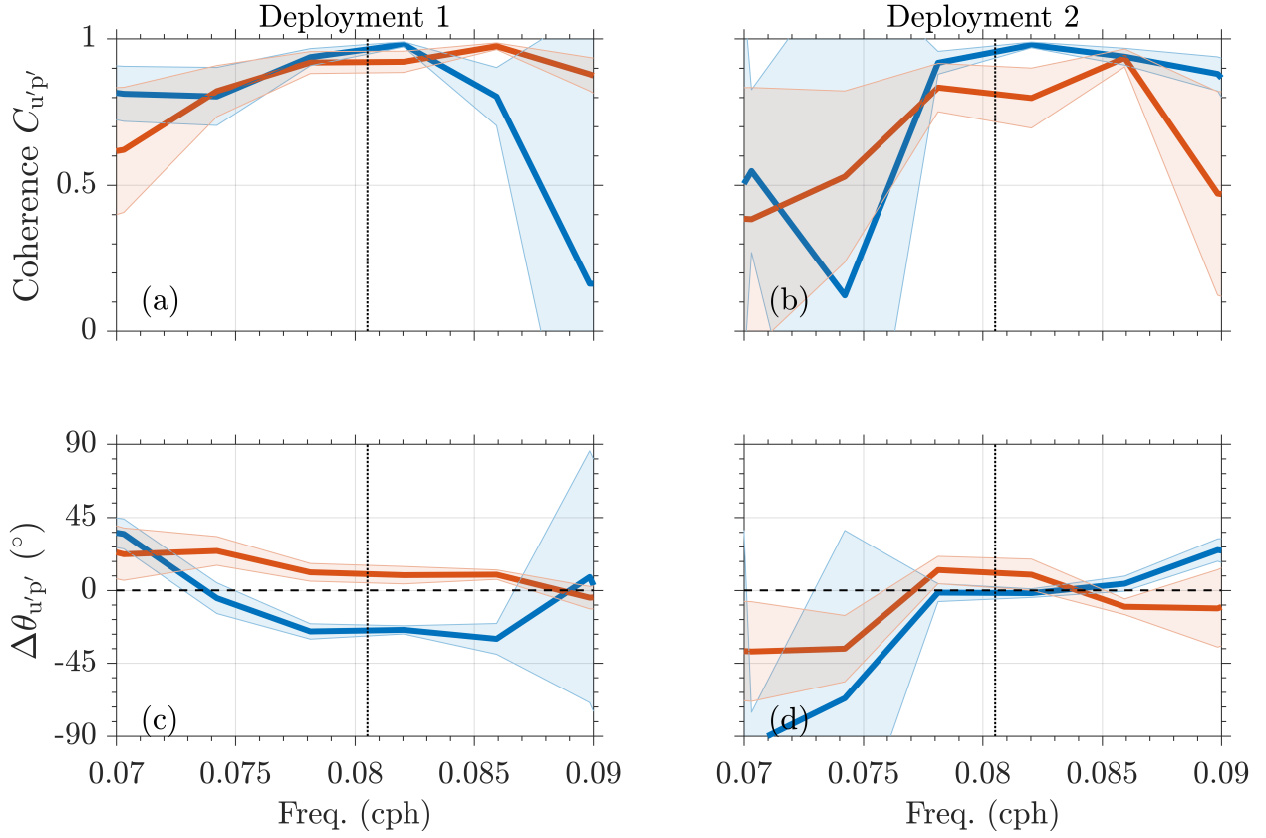 Deployment 1
Deployment 2
Coherence C_{u'p'}
1
0.5
0
(a)
(b)
Δθ_{u'p'} (°)
90
45
0
-45
-90
(c)
(d)
0.07 0.075 0.08 0.085 0.09
0.07 0.075 0.08 0.085 0.09
Freq. (cph)
Freq. (cph)